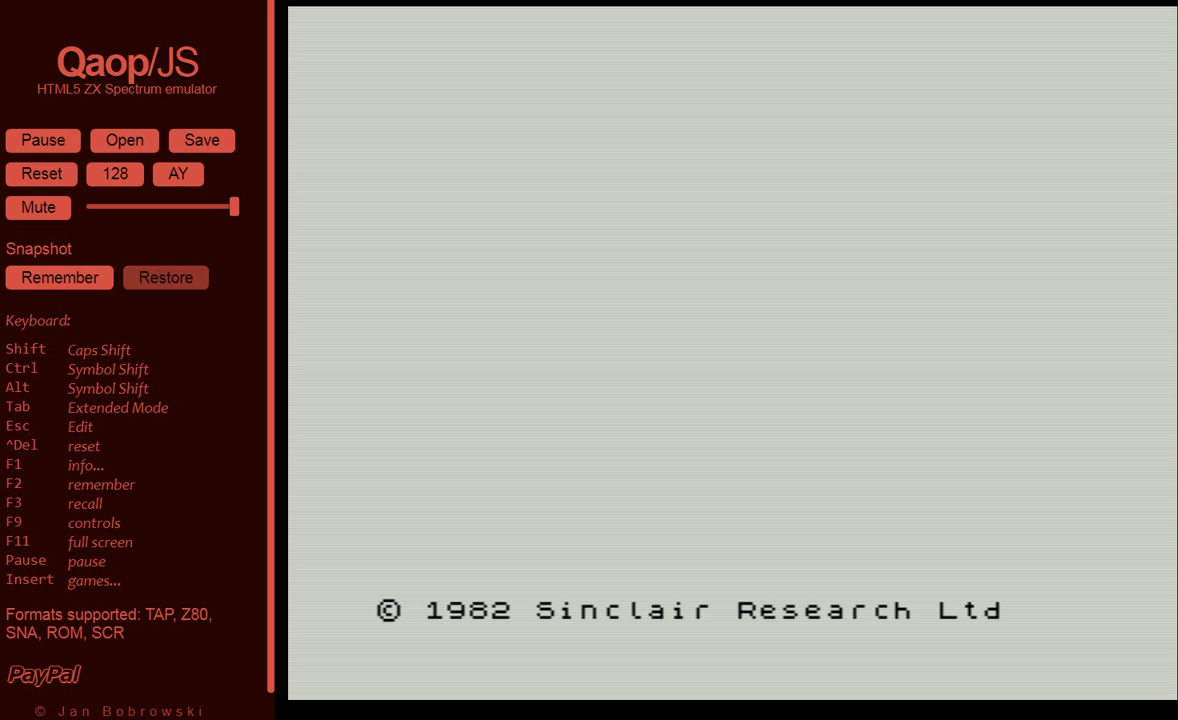 Qaop/JS
HTML5 ZX Spectrum emulator
Pause Open Save
Reset 128 AY
Mute
Snapshot
Remember Restore
Keyboard:
Shift Caps Shift
Ctrl Symbol Shift
Alt Symbol Shift
Tab Extended Mode
Esc Edit
^Del reset
F1 info...
F2 remember
F3 recall
F9 controls
F11 full screen
Pause pause
Insert games...
Formats supported: TAP, Z80,
SNA, ROM, SCR
PayPal
© Jan Bobrowski
© 1982 Sinclair Research Ltd